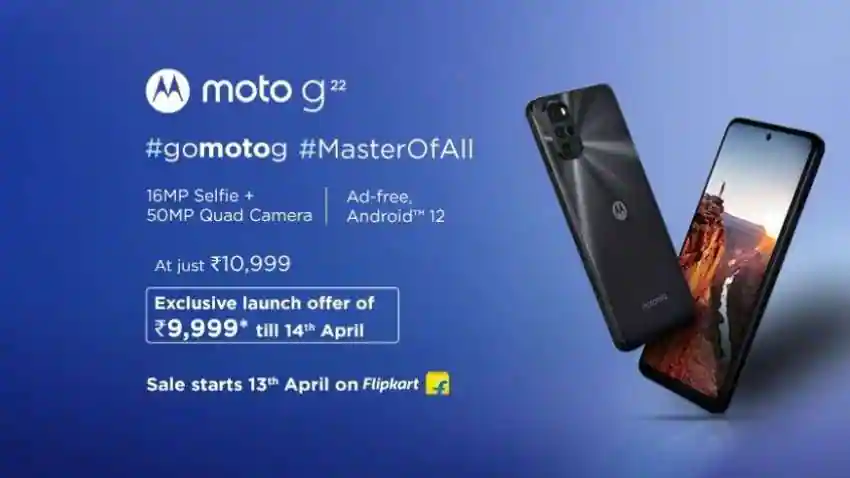 moto g22
#gomotog #MasterOfAll
16MP Selfie +
50MP Quad Camera
Ad-free,
Android™ 12
At just ₹10,999
Exclusive launch offer of
₹9,999* till 14th April
Sale starts 13th April on Flipkart
motorola